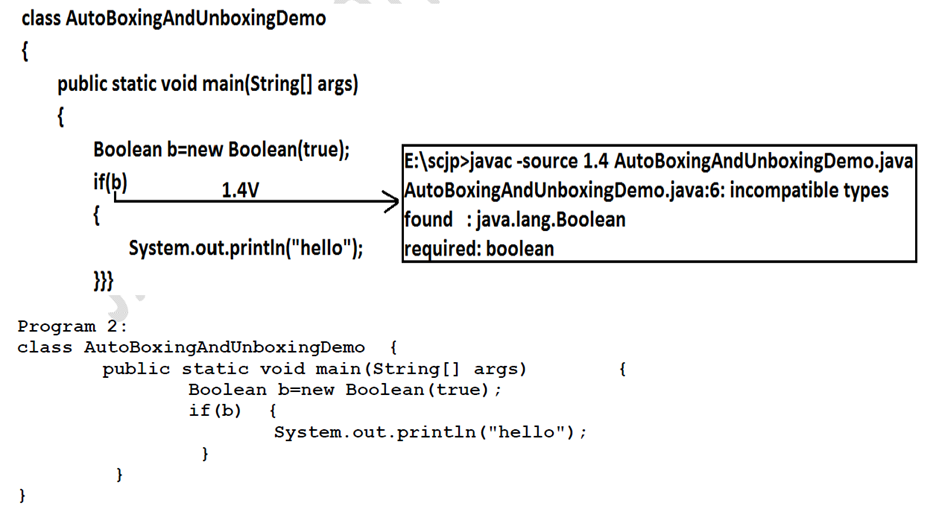 class AutoBoxingAndUnboxingDemo
{
public static void main(String[] args)
{
Boolean b=new Boolean(true);
if(b)
1.4V
{
System.out.println("hello");
}}}
E:\scjp>javac -source 1.4 AutoBoxingAndUnboxingDemo.java
AutoBoxingAndUnboxingDemo.java:6: incompatible types
found : java.lang.Boolean
required: boolean
Program 2:
class AutoBoxingAndUnboxingDemo {
public static void main(String[] args) {
Boolean b=new Boolean(true);
if(b) {
System.out.println("hello");
}
}
}